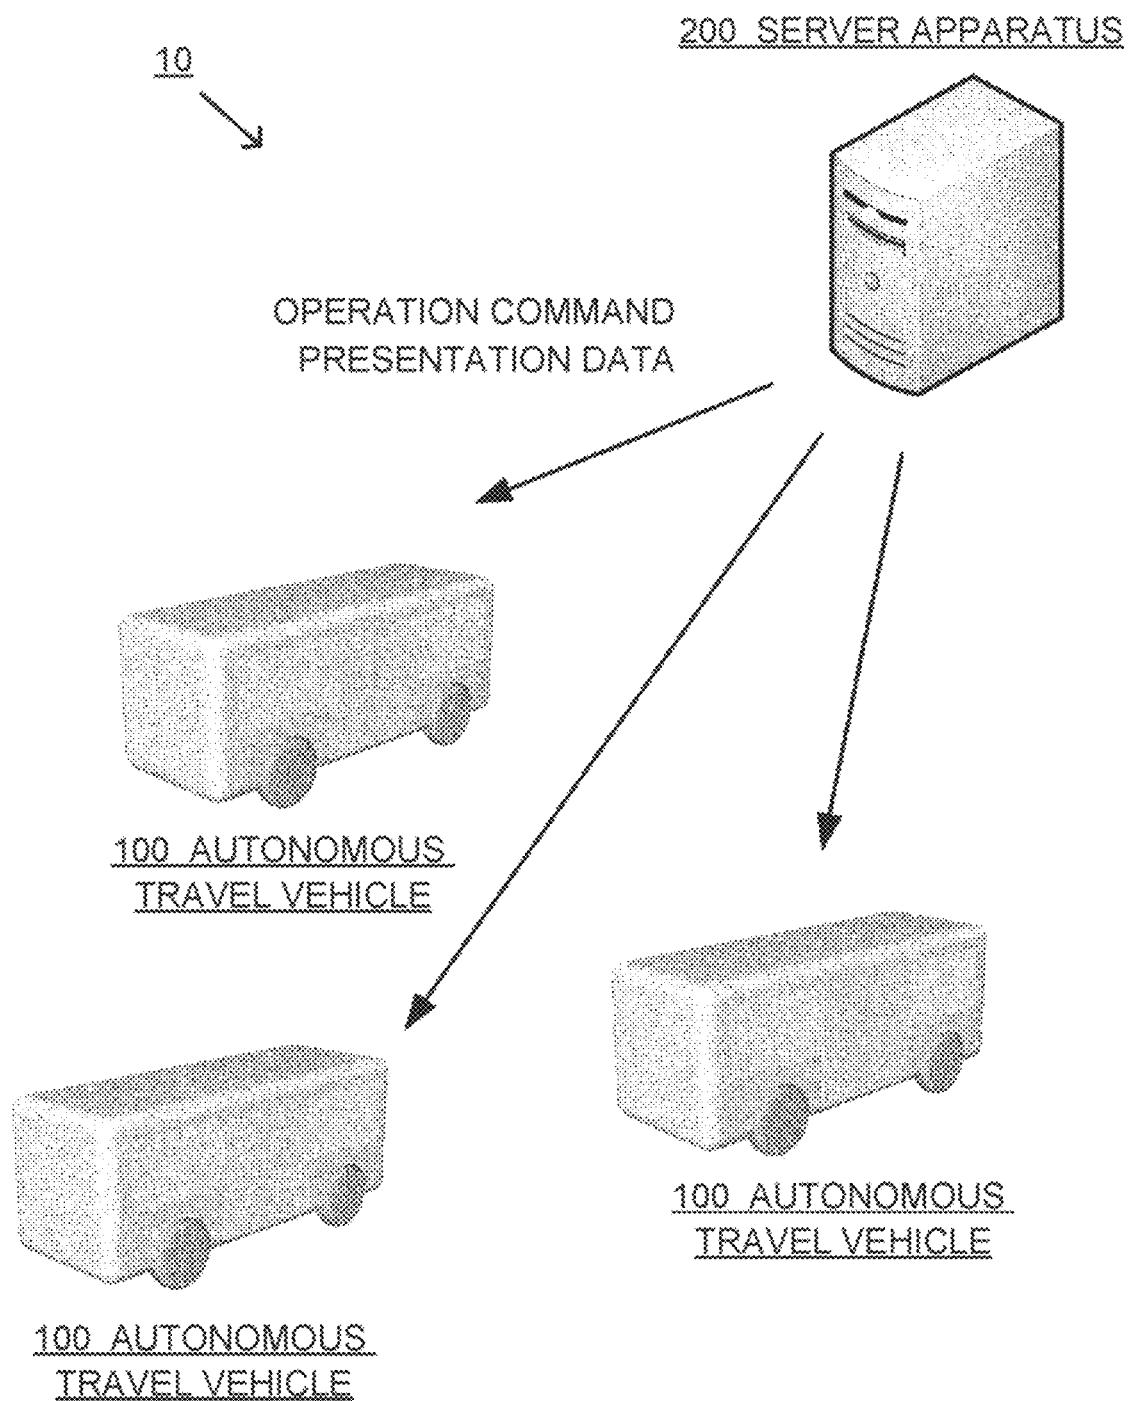 200 SERVER APPARATUS
10
OPERATION COMMAND
PRESENTATION DATA
100 AUTONOMOUS
TRAVEL VEHICLE
100 AUTONOMOUS
TRAVEL VEHICLE
100 AUTONOMOUS
TRAVEL VEHICLE